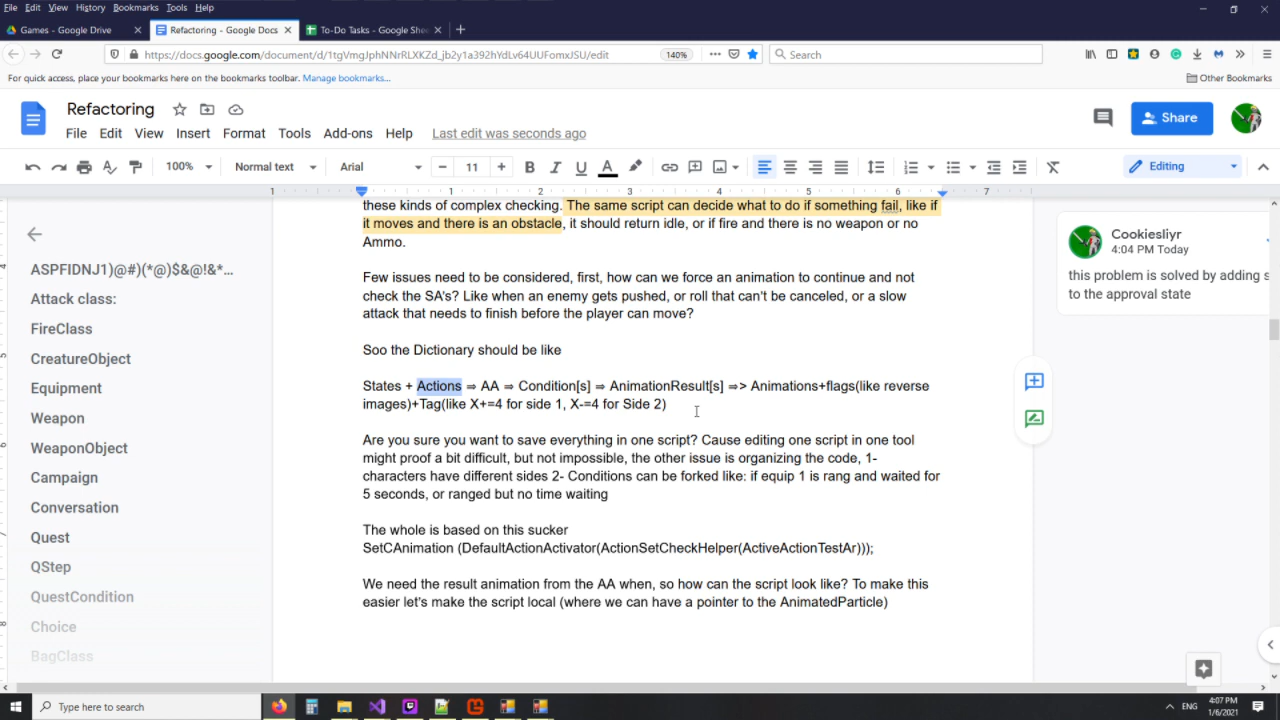 File Edit View History Bookmarks Tools Help
Games - Google Drive
Refactoring - Google Docs
To-Do Tasks - Google She
https://docs.google.com/document/d/1tgVmgJphNNrRLXKZd_jb2y1a392hYdLv64UUFomxJSU/edit
140%
Search
For quick access, place your bookmarks here on the bookmarks toolbar. Manage bookmarks...
Other Bookmarks
Refactoring
File Edit View Insert Format Tools Add-ons Help Last edit was seconds ago
Share
100% Normal text Arial 11 B I U A Editing
1 1 2 3 4 5 6 7
ASPFIDNJ1)@#)(*@)$&@!&*...
Attack class:
FireClass
CreatureObject
Equipment
Weapon
WeaponObject
Campaign
Conversation
Quest
QStep
QuestCondition
Choice
BagClass
these kinds of complex checking. The same script can decide what to do if something fail, like if
it moves and there is an obstacle, it should return idle, or if fire and there is no weapon or no
Ammo.
Few issues need to be considered, first, how can we force an animation to continue and not
check the SA's? Like when an enemy gets pushed, or roll that can't be canceled, or a slow
attack that needs to finish before the player can move?
Soo the Dictionary should be like
States + Actions ⇒ AA ⇒ Condition[s] ⇒ AnimationResult[s] ⇒> Animations+flags(like reverse
images)+Tag(like X+=4 for side 1, X-=4 for Side 2)
Are you sure you want to save everything in one script? Cause editing one script in one tool
might proof a bit difficult, but not impossible, the other issue is organizing the code, 1-
characters have different sides 2- Conditions can be forked like: if equip 1 is rang and waited for
5 seconds, or ranged but no time waiting
The whole is based on this sucker
SetCAnimation (DefaultActionActivator(ActionSetCheckHelper(ActiveActionTestAr)));
We need the result animation from the AA when, so how can the script look like? To make this
easier let's make the script local (where we can have a pointer to the AnimatedParticle)
Cookiesliyr
4:04 PM Today
this problem is solved by adding s
to the approval state
Type here to search
ENG
4:07 PM
1/6/2021